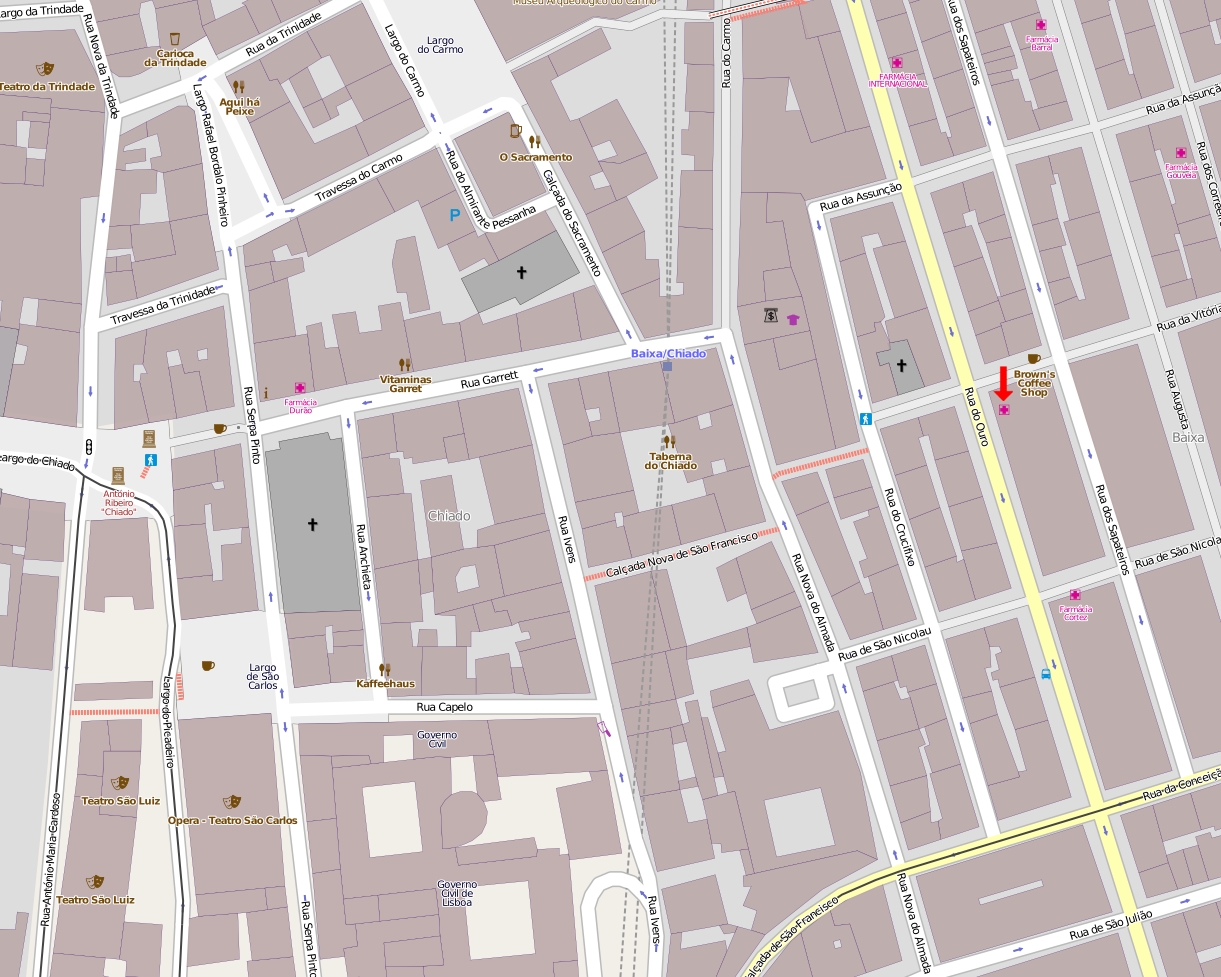 Largo da Trindade
Rua Nova da Trindade
Carioca
da Trindade
Rua da Trindade
Teatro da Trindade
Aqui há
Peixe
Largo Rafael Bordalo Pinheiro
Largo do Carmo
Largo
do Carmo
Museu Arqueológico do Carmo
Rua do Carmo
Rua dos Sapateiros
Farmácia
Barral
FARMÁCIA
INTERNACIONAL
Rua da Assunção
Farmácia
Gouveia
Rua dos Correeiros
O Sacramento
Travessa do Carmo
Rua do Almirante
Pessanha
P
Calçada do Sacramento
Rua da Assunção
Travessa da Trindade
$
Rua da Vitória
Baixa/Chiado
Rua Garrett
Vitaminas
Garret
i
Farmácia
Durão
Brown's
Coffee
Shop
Rua do Ouro
Rua Augusta
Baixa
Rua Serpa Pinto
Largo do Chiado
António
Ribeiro
"Chiado"
Taberna
do Chiado
Chiado
Rua Anchieta
Rua Ivens
Calçada Nova de São Francisco
Rua Nova do Almada
Rua do Crucifixo
Rua dos Sapateiros
Rua de São Nicolau
Farmácia
Cortez
Rua de São Nicolau
Largo
de São
Carlos
Kaffeehaus
Rua Capelo
Largo do Picadeiro
Governo
Civil
Teatro São Luiz
Opera - Teatro São Carlos
Rua António Maria Cardoso
Rua da Conceição
Teatro São Luiz
Governo
Civil de
Lisboa
Rua Serpa Pinto
Rua Ivens
Calçada de São Francisco
Rua Nova do Almada
Rua de São Julião